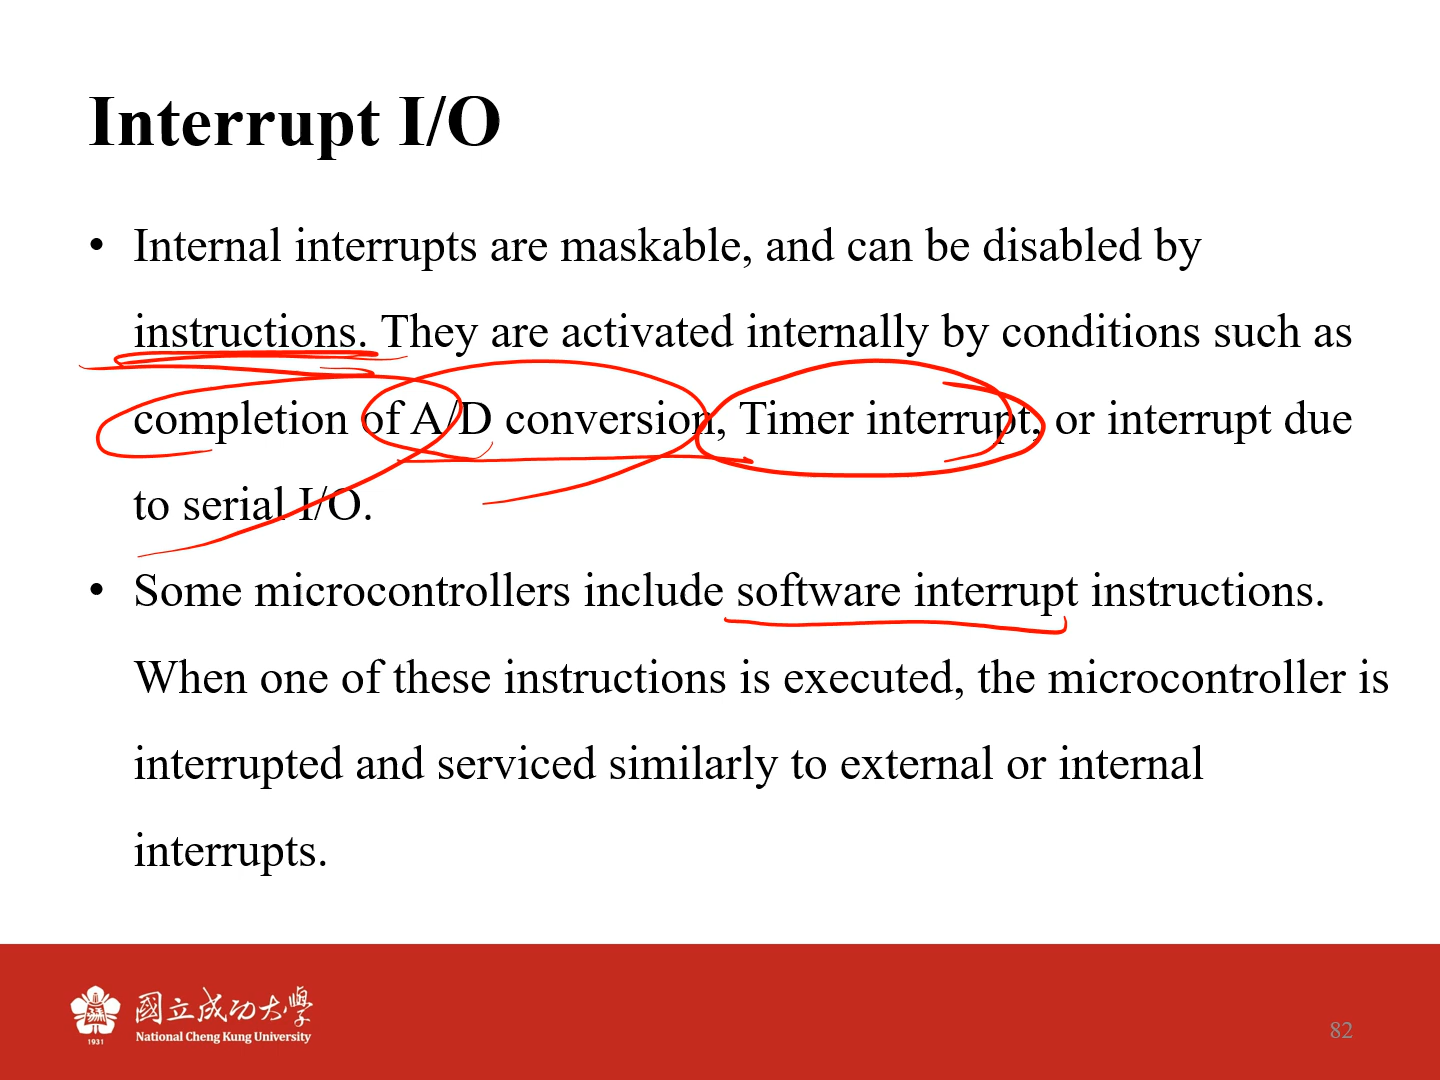 Interrupt I/O
• Internal interrupts are maskable, and can be disabled by
instructions. They are activated internally by conditions such as
completion of A/D conversion, Timer interrupt, or interrupt due
to serial I/O.
• Some microcontrollers include software interrupt instructions.
When one of these instructions is executed, the microcontroller is
interrupted and serviced similarly to external or internal
interrupts.
國立成功大學
National Cheng Kung University
1931
82